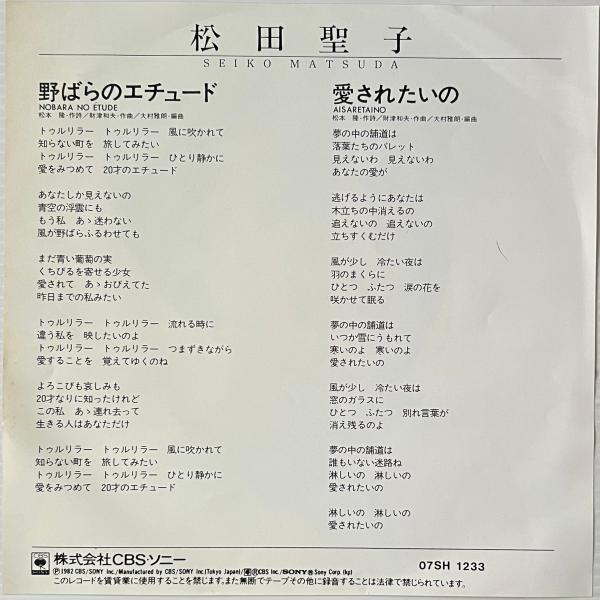 松田聖子
SEIKO MATSUDA
野ばらのエチュード
NOBARA NO ETUDE
松本 隆・作詩／財津和夫・作曲／大村雅朗・編曲
トゥルリラー トゥルリラー 風に吹かれて
知らない町を 旅してみたい
トゥルリラー トゥルリラー ひとり静かに
愛をみつめて 20才のエチュード
あなたしか見えないの
青空の浮雲にも
もう私 あゝ迷わない
風が野ばらふるわせても
まだ青い葡萄の実
くちびるを寄せる少女
愛されて あゝおびえてた
昨日までの私みたい
トゥルリラー トゥルリラー 流れる時に
違う私を 映したいのよ
トゥルリラー トゥルリラー つまずきながら
愛することを 覚えてゆくのね
よろこびも哀しみも
20才なりに知ったけれど
この私 あゝ連れ去って
生きる人はあなただけ
トゥルリラー トゥルリラー 風に吹かれて
知らない町を 旅してみたい
トゥルリラー トゥルリラー ひとり静かに
愛をみつめて 20才のエチュード
愛されたいの
AISARETAINO
松本 隆・作詩／財津和夫・作曲／大村雅朗・編曲
夢の中の舗道は
落葉たちのパレット
見えないわ 見えないわ
あなたの愛が
逃げるようにあなたは
木立ちの中消えるの
追えないの 追えないの
立ちすくむだけ
風が少し 冷たい夜は
羽のまくらに
ひとつ ふたつ 涙の花を
咲かせて眠る
夢の中の舗道は
いつか雪にうもれて
寒いのよ 寒いのよ
愛されたいの
風が少し 冷たい夜は
窓のガラスに
ひとつ ふたつ 別れ言葉が
消え残るのよ
夢の中の舗道は
誰もいない迷路ね
淋しいの 淋しいの
愛されたいの
淋しいの 淋しいの
愛されたいの
CBS SONY
株式会社CBS・ソニー
07SH 1233
Ⓟ1982 CBS/SONY Inc./Manufactured by CBS/SONY Inc.(Tokyo Japan)/CBS Inc./SONY® Sony Corp. (kp)
このレコードを賃貸業に使用することを禁じます。また無断でテープその他に録音することは法律で禁じられています。